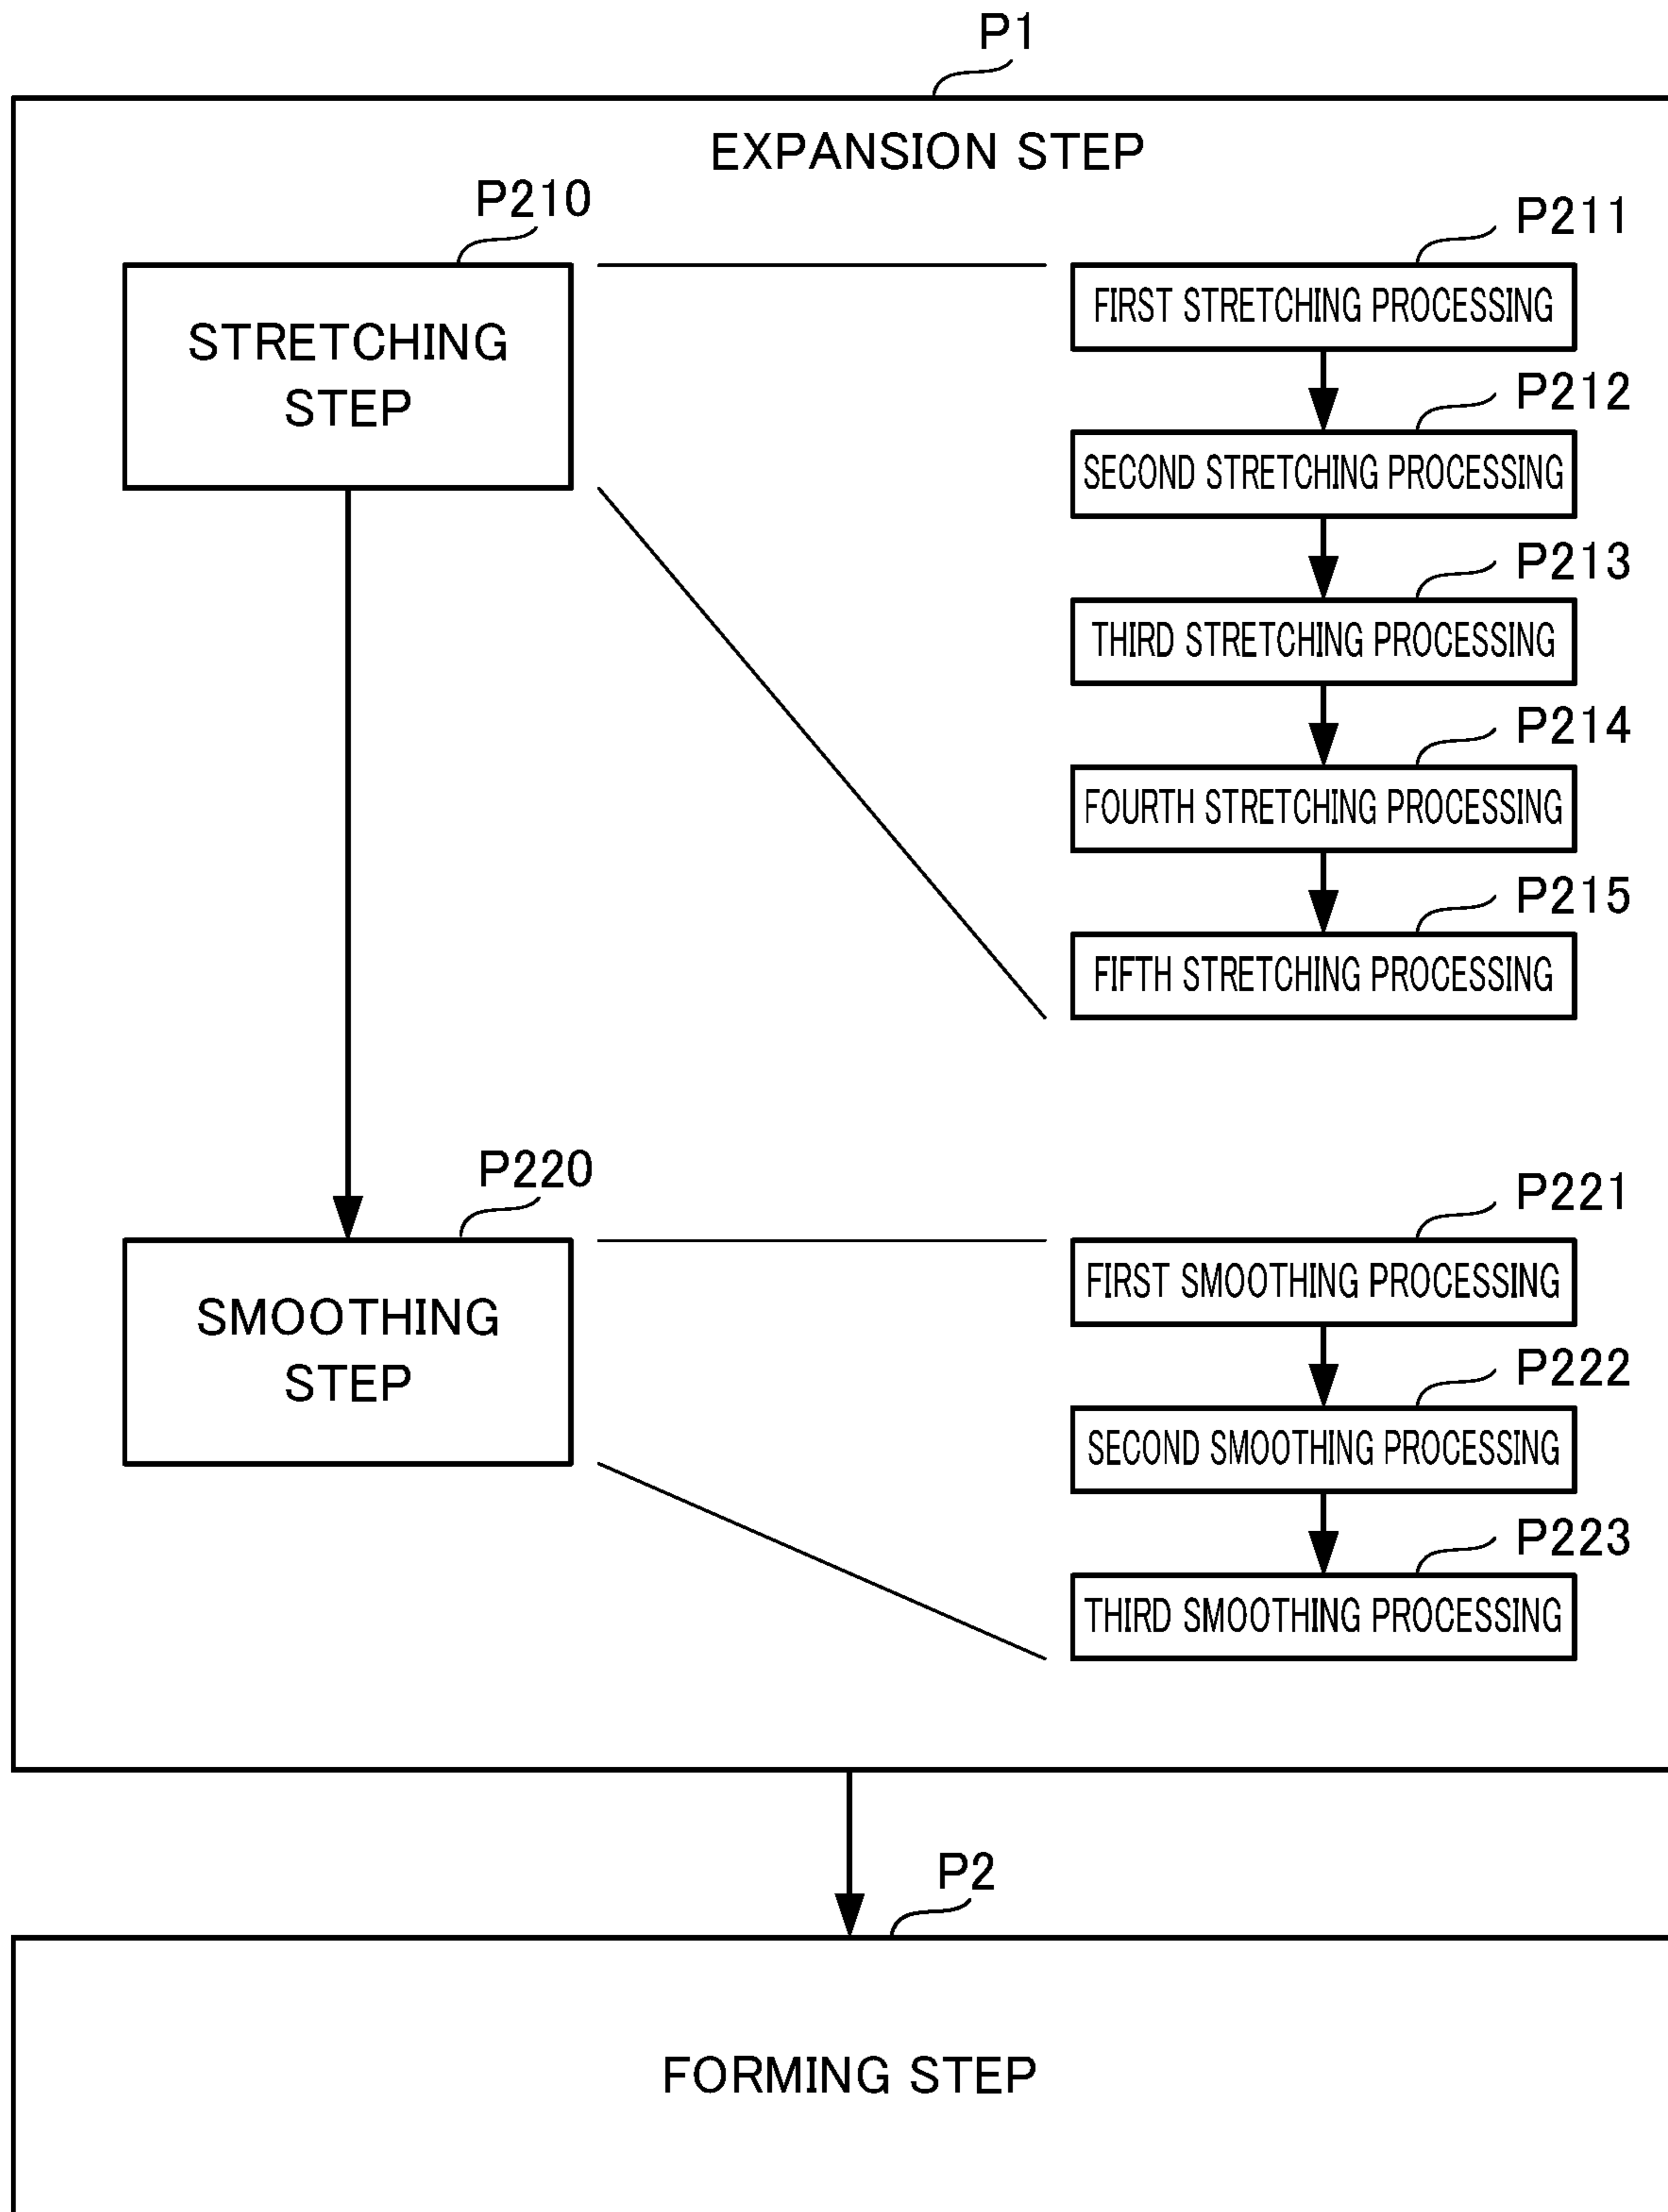 P1
EXPANSION STEP
P210
STRETCHING
STEP
P211
FIRST STRETCHING PROCESSING
P212
SECOND STRETCHING PROCESSING
P213
THIRD STRETCHING PROCESSING
P214
FOURTH STRETCHING PROCESSING
P215
FIFTH STRETCHING PROCESSING
P220
SMOOTHING
STEP
P221
FIRST SMOOTHING PROCESSING
P222
SECOND SMOOTHING PROCESSING
P223
THIRD SMOOTHING PROCESSING
P2
FORMING STEP